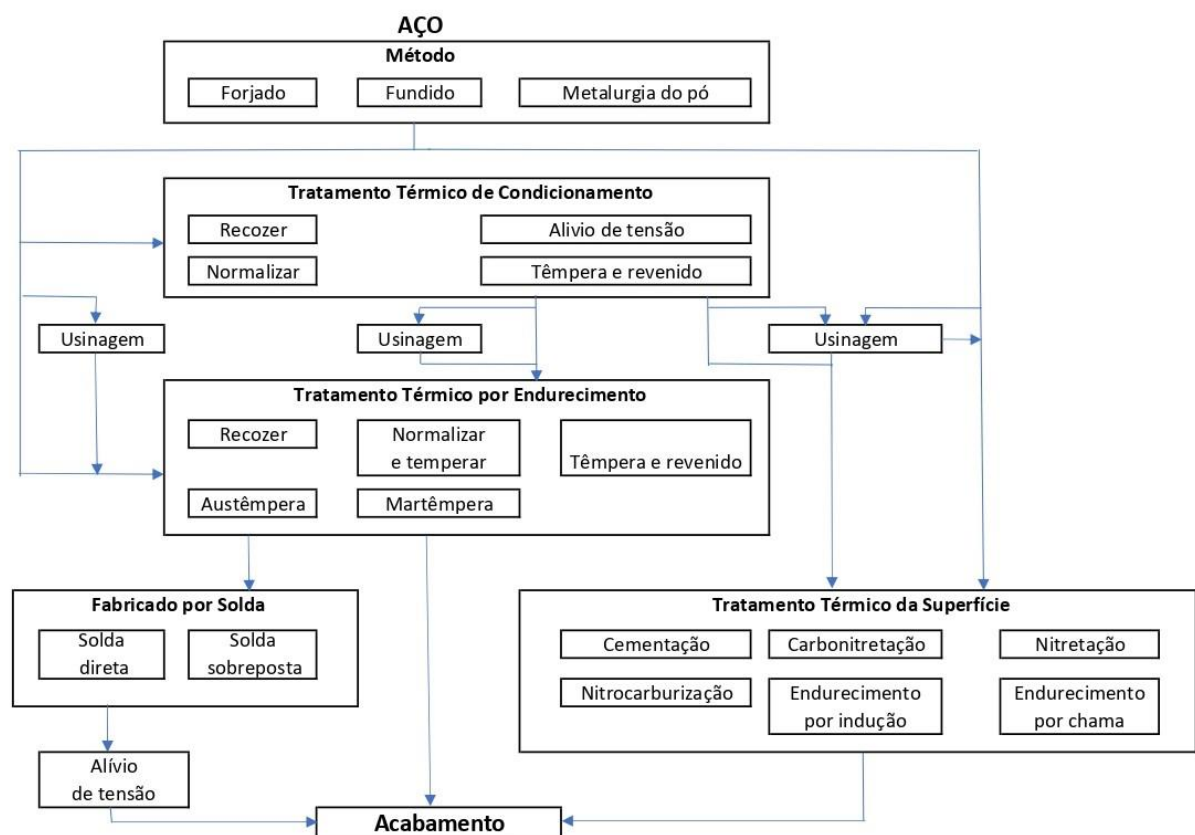 AÇO
Método
Forjado
Fundido
Metalurgia do pó
Tratamento Térmico de Condicionamento
Recozer
Alivio de tensão
Normalizar
Têmpera e revenido
Usinagem
Usinagem
Usinagem
Tratamento Térmico por Endurecimento
Recozer
Normalizar
e temperar
Têmpera e revenido
Austêmpera
Martêmpera
Fabricado por Solda
Solda
direta
Solda
sobreposta
Tratamento Térmico da Superfície
Cementação
Carbonitretação
Nitretação
Nitrocarburização
Endurecimento
por indução
Endurecimento
por chama
Alívio
de tensão
Acabamento